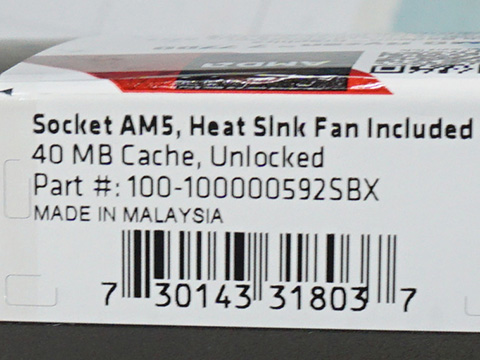 AMD
Socket AM5, Heat Sink Fan Included
40 MB Cache, Unlocked
Part #: 100-100000592SBX
MADE IN MALAYSIA
7 30143 31803 7